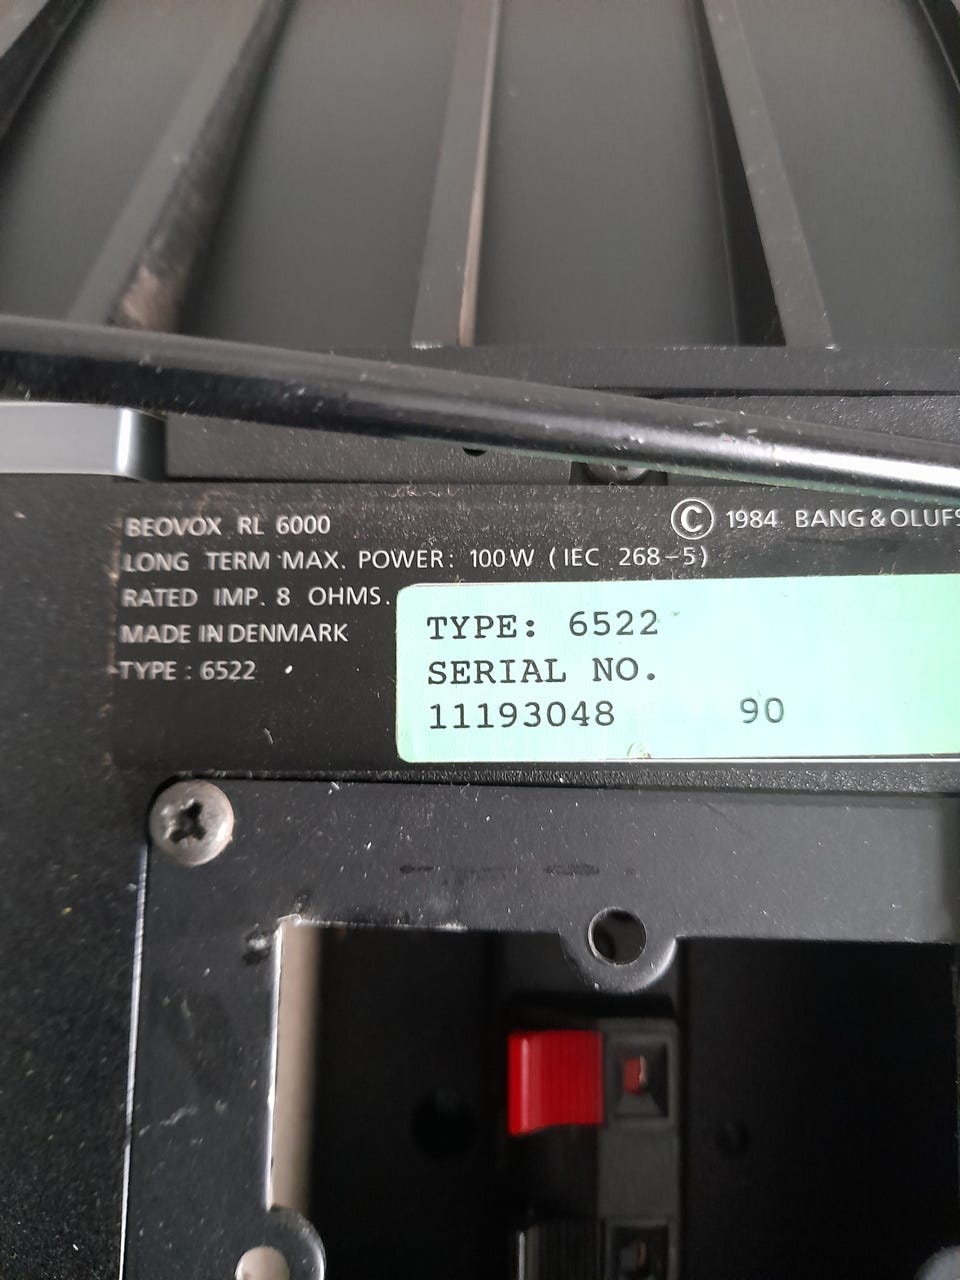 BEOVOX RL 6000
© 1984 BANG & OLUFS
LONG TERM MAX. POWER: 100W (IEC 268-5)
RATED IMP. 8 OHMS.
MADE IN DENMARK
TYPE : 6522
TYPE: 6522
SERIAL NO.
11193048 90